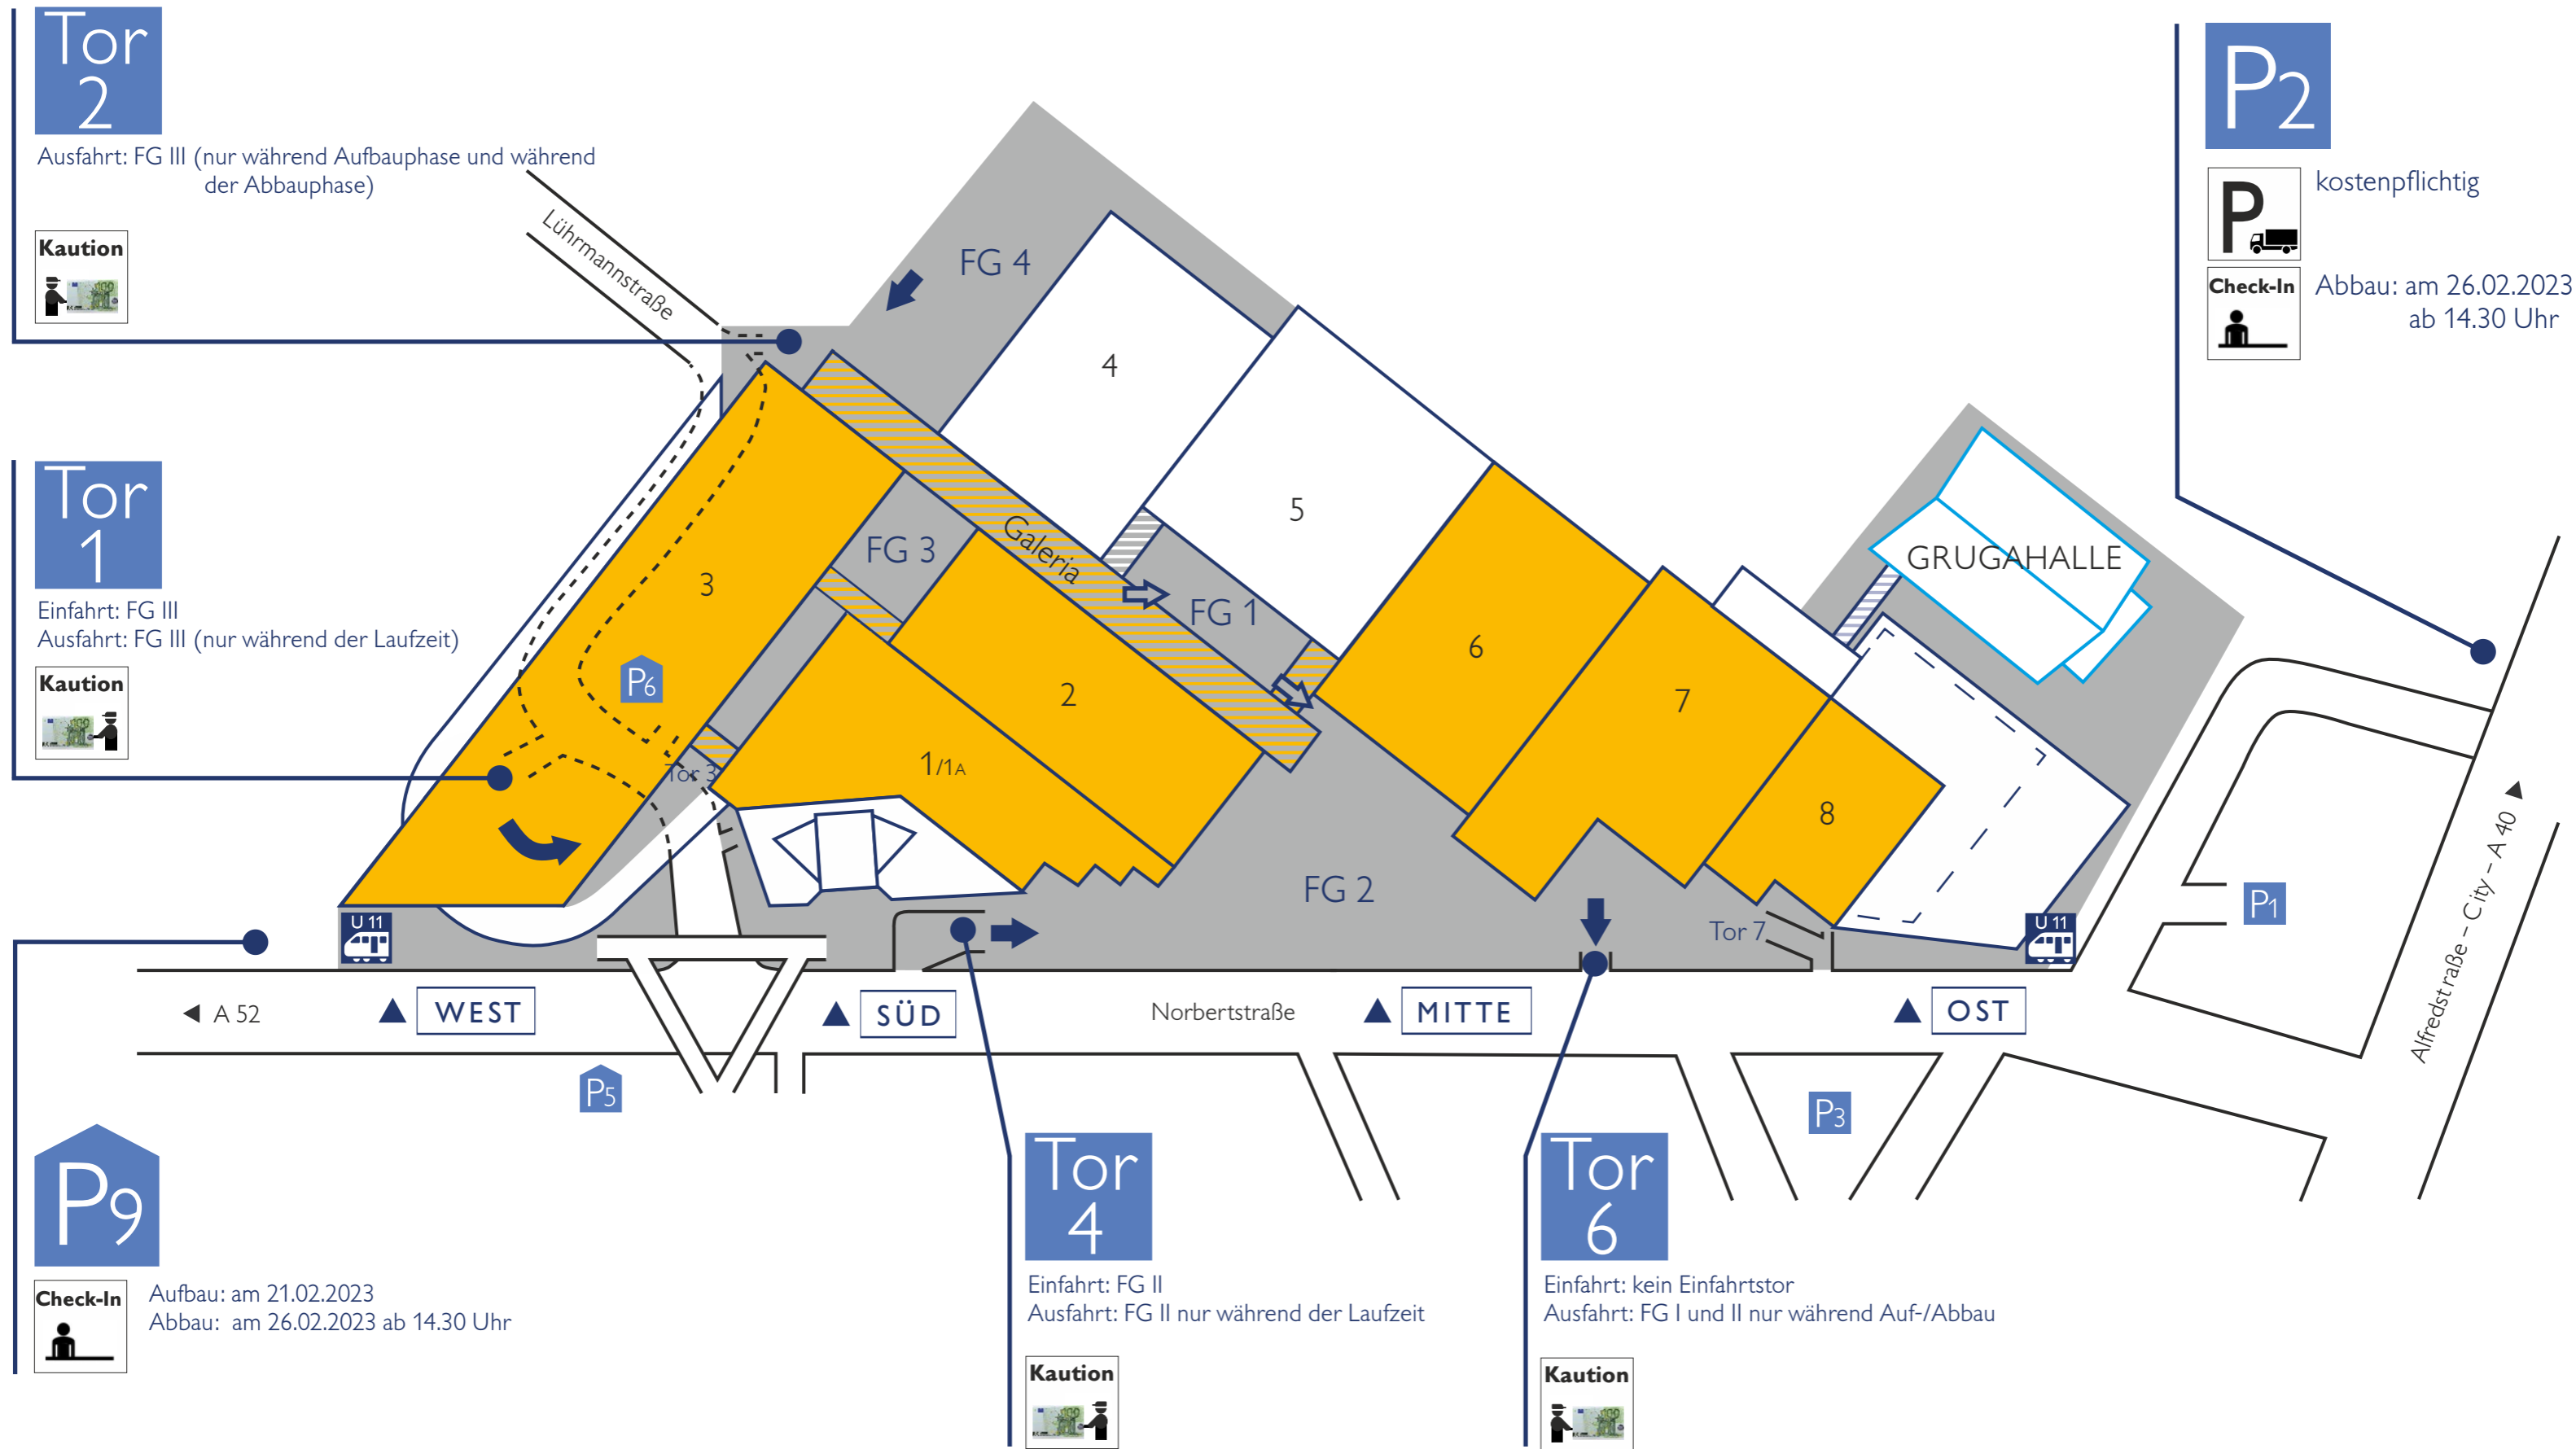 Tor
2
Ausfahrt: FG III (nur während Aufbauphase und während
der Abbauphase)
Kaution
Lührmannstraße
P2
P
kostenpflichtig
Check-In
Abbau: am 26.02.2023
ab 14.30 Uhr
Tor
1
Einfahrt: FG III
Ausfahrt: FG III (nur während der Laufzeit)
Kaution
FG 4
4
5
Galeria
FG 3
3
FG 1
6
GRUGAHALLE
P6
2
7
1/1A
Tor 3
8
FG 2
Tor 7
U 11
U 11
P1
Alfredstraße – City – A 40
A 52
WEST
SÜD
Norbertstraße
MITTE
OST
P5
P3
P9
Check-In
Aufbau: am 21.02.2023
Abbau: am 26.02.2023 ab 14.30 Uhr
Tor
4
Einfahrt: FG II
Ausfahrt: FG II nur während der Laufzeit
Kaution
Tor
6
Einfahrt: kein Einfahrtstor
Ausfahrt: FG I und II nur während Auf-/Abbau
Kaution